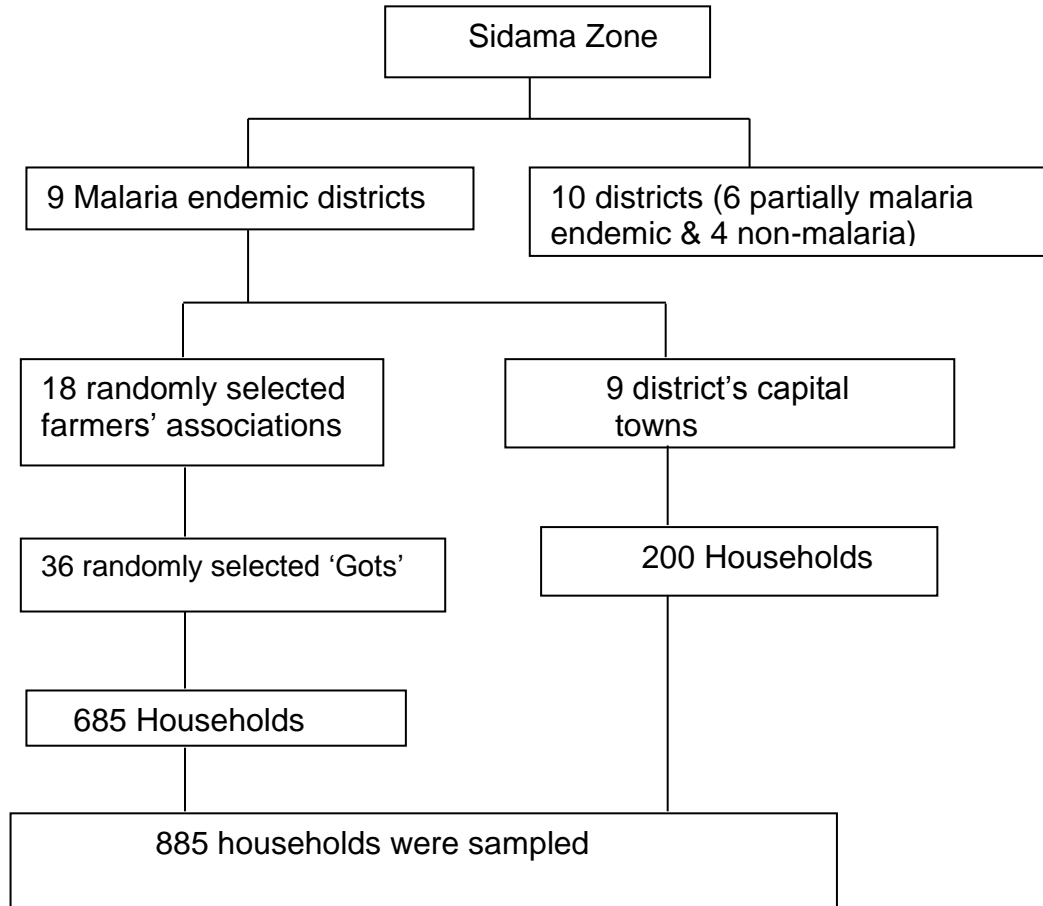 Sidama Zone
9 Malaria endemic districts
10 districts (6 partially malaria
endemic & 4 non-malaria)
18 randomly selected
farmers’ associations
9 district’s capital
towns
36 randomly selected ‘Gots’
200 Households
685 Households
885 households were sampled